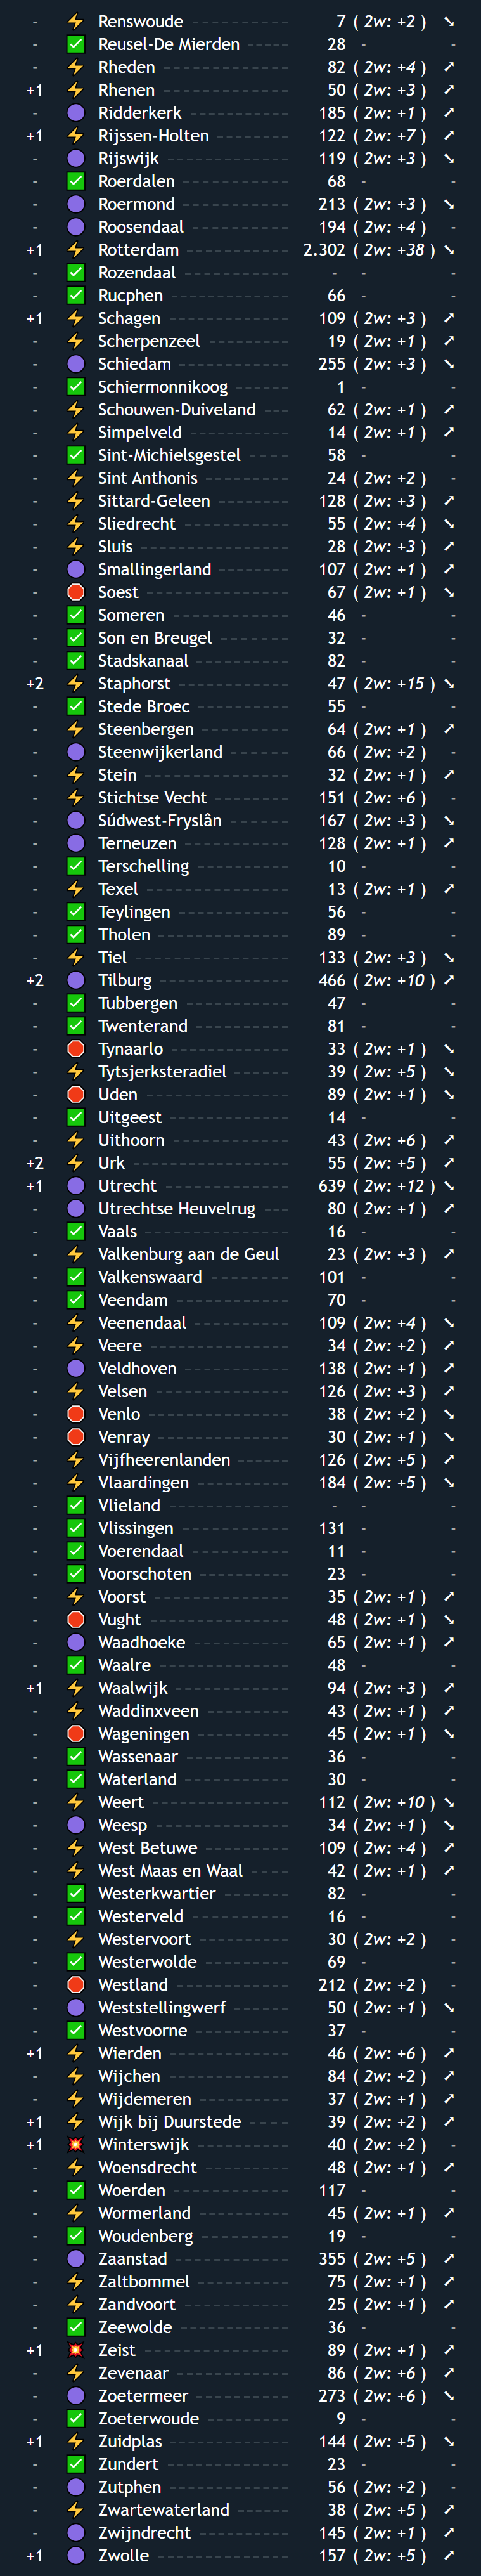 - ⚡ Renswoude 7 ( 2w: +2 ) ➘
- ✅ Reusel-De Mierden 28 - -
- ⚡ Rheden 82 ( 2w: +4 ) ➚
+1 ⚡ Rhenen 50 ( 2w: +3 ) ➚
- 🟣 Ridderkerk 185 ( 2w: +1 ) ➚
+1 ⚡ Rijssen-Holten 122 ( 2w: +7 ) ➚
- 🟣 Rijswijk 119 ( 2w: +3 ) ➘
- ✅ Roerdalen 68 - -
- 🟣 Roermond 213 ( 2w: +3 ) ➘
- 🟣 Roosendaal 194 ( 2w: +4 ) -
+1 ⚡ Rotterdam 2.302 ( 2w: +38 ) ➘
- ✅ Rozendaal - - -
- ✅ Rucphen 66 - -
+1 ⚡ Schagen 109 ( 2w: +3 ) ➚
- ⚡ Scherpenzeel 19 ( 2w: +1 ) ➚
- 🟣 Schiedam 255 ( 2w: +3 ) ➘
- ✅ Schiermonnikoog 1 - -
- ⚡ Schouwen-Duiveland 62 ( 2w: +1 ) ➚
- ⚡ Simpelveld 14 ( 2w: +1 ) ➚
- ✅ Sint-Michielsgestel 58 - -
- ⚡ Sint Anthonis 24 ( 2w: +2 ) -
- ⚡ Sittard-Geleen 128 ( 2w: +3 ) ➚
- ⚡ Sliedrecht 55 ( 2w: +4 ) ➘
- ⚡ Sluis 28 ( 2w: +3 ) ➚
- 🟣 Smallingerland 107 ( 2w: +1 ) ➚
- 🛑 Soest 67 ( 2w: +1 ) ➘
- ✅ Someren 46 - -
- ✅ Son en Breugel 32 - -
- ✅ Stadskanaal 82 - -
+2 ⚡ Staphorst 47 ( 2w: +15 ) ➘
- ✅ Stede Broec 55 - -
- ⚡ Steenbergen 64 ( 2w: +1 ) ➚
- 🟣 Steenwijkerland 66 ( 2w: +2 ) -
- ⚡ Stein 32 ( 2w: +1 ) ➚
- ⚡ Stichtse Vecht 151 ( 2w: +6 ) -
- 🟣 Súdwest-Fryslân 167 ( 2w: +3 ) ➘
- 🟣 Terneuzen 128 ( 2w: +1 ) ➚
- ✅ Terschelling 10 - -
- ⚡ Texel 13 ( 2w: +1 ) ➚
- ✅ Teylingen 56 - -
- ✅ Tholen 89 - -
- ⚡ Tiel 133 ( 2w: +3 ) ➘
+2 🟣 Tilburg 466 ( 2w: +10 ) ➚
- ✅ Tubbergen 47 - -
- ✅ Twenterand 81 - -
- 🛑 Tynaarlo 33 ( 2w: +1 ) ➘
- ⚡ Tytsjerksteradiel 39 ( 2w: +5 ) ➘
- 🛑 Uden 89 ( 2w: +1 ) ➘
- ✅ Uitgeest 14 - -
- ⚡ Uithoorn 43 ( 2w: +6 ) ➚
+2 ⚡ Urk 55 ( 2w: +5 ) ➚
+1 🟣 Utrecht 639 ( 2w: +12 ) ➘
- 🟣 Utrechtse Heuvelrug 80 ( 2w: +1 ) ➚
- ✅ Vaals 16 - -
- ⚡ Valkenburg aan de Geul 23 ( 2w: +3 ) ➚
- ✅ Valkenswaard 101 - -
- ✅ Veendam 70 - -
- ⚡ Veenendaal 109 ( 2w: +4 ) ➘
- ⚡ Veere 34 ( 2w: +2 ) ➚
- 🟣 Veldhoven 138 ( 2w: +1 ) ➚
- ⚡ Velsen 126 ( 2w: +3 ) ➚
- 🛑 Venlo 38 ( 2w: +2 ) ➘
- 🛑 Venray 30 ( 2w: +1 ) ➘
- ⚡ Vijfheerenlanden 126 ( 2w: +5 ) ➚
- ⚡ Vlaardingen 184 ( 2w: +5 ) ➘
- ✅ Vlieland - - -
- ✅ Vlissingen 131 - -
- ✅ Voerendaal 11 - -
- ✅ Voorschoten 23 - -
- ⚡ Voorst 35 ( 2w: +1 ) ➚
- 🛑 Vught 48 ( 2w: +1 ) ➘
- 🟣 Waadhoeke 65 ( 2w: +1 ) ➚
- ✅ Waalre 48 - -
+1 ⚡ Waalwijk 94 ( 2w: +3 ) ➚
- ⚡ Waddinxveen 43 ( 2w: +1 ) ➚
- 🛑 Wageningen 45 ( 2w: +1 ) ➘
- ✅ Wassenaar 36 - -
- ✅ Waterland 30 - -
- ⚡ Weert 112 ( 2w: +10 ) ➘
- 🟣 Weesp 34 ( 2w: +1 ) ➘
- ⚡ West Betuwe 109 ( 2w: +4 ) ➚
- ⚡ West Maas en Waal 42 ( 2w: +1 ) ➚
- ✅ Westerkwartier 82 - -
- ✅ Westerveld 16 - -
- ⚡ Westervoort 30 ( 2w: +2 ) -
- ✅ Westerwolde 69 - -
- 🛑 Westland 212 ( 2w: +2 ) -
- 🟣 Weststellingwerf 50 ( 2w: +1 ) ➘
- ✅ Westvoorne 37 - -
+1 ⚡ Wierden 46 ( 2w: +6 ) ➚
- ⚡ Wijchen 84 ( 2w: +2 ) ➚
- ⚡ Wijdemeren 37 ( 2w: +1 ) ➚
+1 ⚡ Wijk bij Duurstede 39 ( 2w: +2 ) ➚
+1 💥 Winterswijk 40 ( 2w: +2 ) -
- ⚡ Woensdrecht 48 ( 2w: +1 ) ➚
- ✅ Woerden 117 - -
- ⚡ Wormerland 45 ( 2w: +1 ) ➚
- ✅ Woudenberg 19 - -
- 🟣 Zaanstad 355 ( 2w: +5 ) ➚
- ⚡ Zaltbommel 75 ( 2w: +1 ) ➚
- ⚡ Zandvoort 25 ( 2w: +1 ) ➚
- ✅ Zeewolde 36 - -
+1 💥 Zeist 89 ( 2w: +1 ) ➚
- ⚡ Zevenaar 86 ( 2w: +6 ) ➚
- 🟣 Zoetermeer 273 ( 2w: +6 ) ➘
- ✅ Zoeterwoude 9 - -
+1 ⚡ Zuidplas 144 ( 2w: +5 ) ➘
- ✅ Zundert 23 - -
- 🟣 Zutphen 56 ( 2w: +2 ) -
- ⚡ Zwartewaterland 38 ( 2w: +5 ) ➚
- 🟣 Zwijndrecht 145 ( 2w: +1 ) ➚
+1 🟣 Zwolle 157 ( 2w: +5 ) ➚